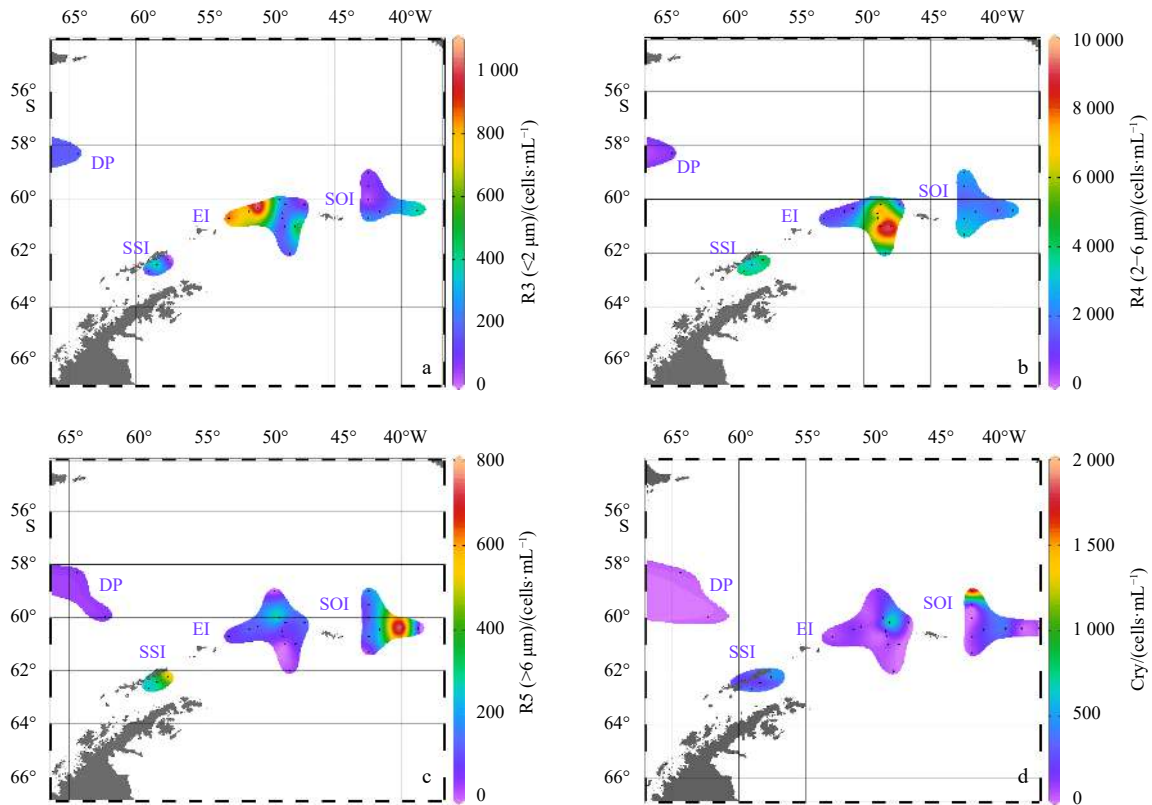 65° 60° 55° 50° 45° 40°W
56°
S
58°
60°
62°
64°
66°
DP
EI
SOI
SSI
a
1 000
800
600
400
200
0
R3 (<2 μm)/(cells·mL⁻¹)
65° 60° 55° 50° 45° 40°W
56°
S
58°
60°
62°
64°
66°
DP
EI
SOI
SSI
b
10 000
8 000
6 000
4 000
2 000
0
R4 (2−6 μm)/(cells·mL⁻¹)
65° 60° 55° 50° 45° 40°W
56°
S
58°
60°
62°
64°
66°
DP
EI
SOI
SSI
c
800
600
400
200
0
R5 (>6 μm)/(cells·mL⁻¹)
65° 60° 55° 50° 45° 40°W
56°
S
58°
60°
62°
64°
66°
DP
EI
SOI
SSI
d
2 000
1 500
1 000
500
0
Cry/(cells·mL⁻¹)